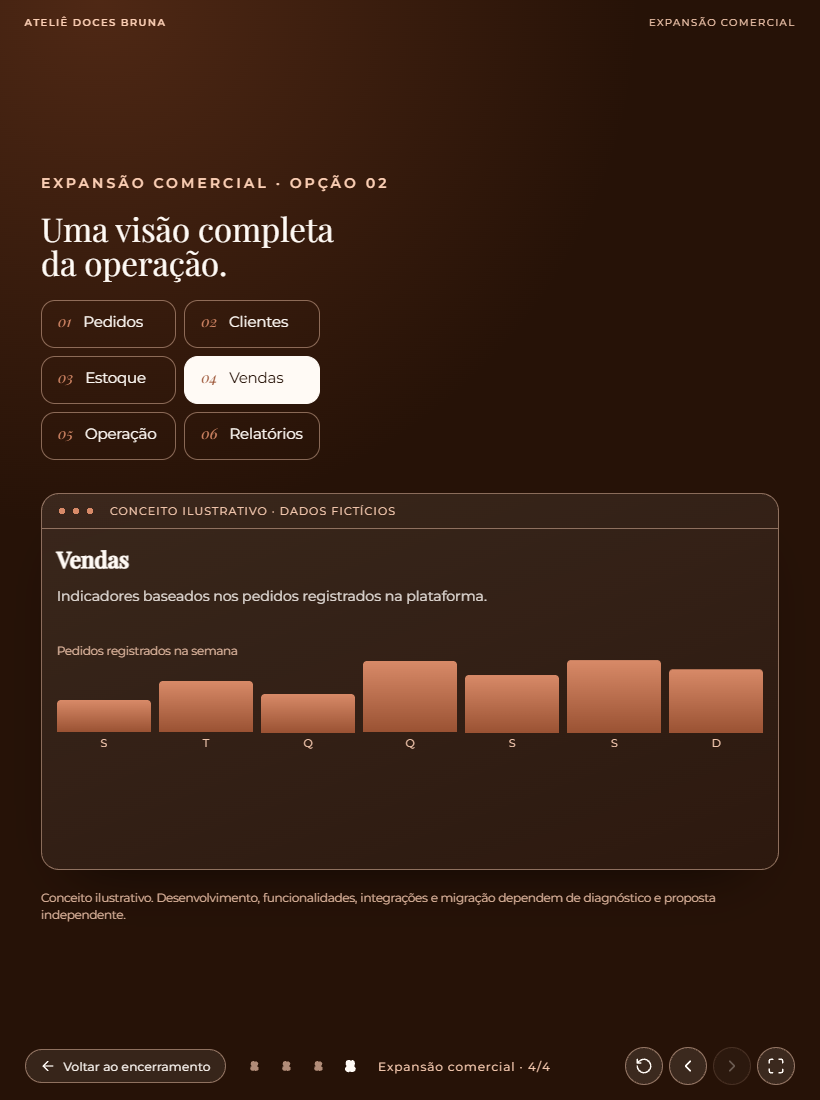 ATELIÊ DOCES BRUNA
EXPANSÃO COMERCIAL
EXPANSÃO COMERCIAL · OPÇÃO 02
Uma visão completa
da operação.
01 Pedidos
02 Clientes
03 Estoque
04 Vendas
05 Operação
06 Relatórios
CONCEITO ILUSTRATIVO · DADOS FICTÍCIOS
Vendas
Indicadores baseados nos pedidos registrados na plataforma.
Pedidos registrados na semana
S T Q Q S S D
Conceito ilustrativo. Desenvolvimento, funcionalidades, integrações e migração dependem de diagnóstico e proposta
independente.
Voltar ao encerramento
Expansão comercial · 4/4